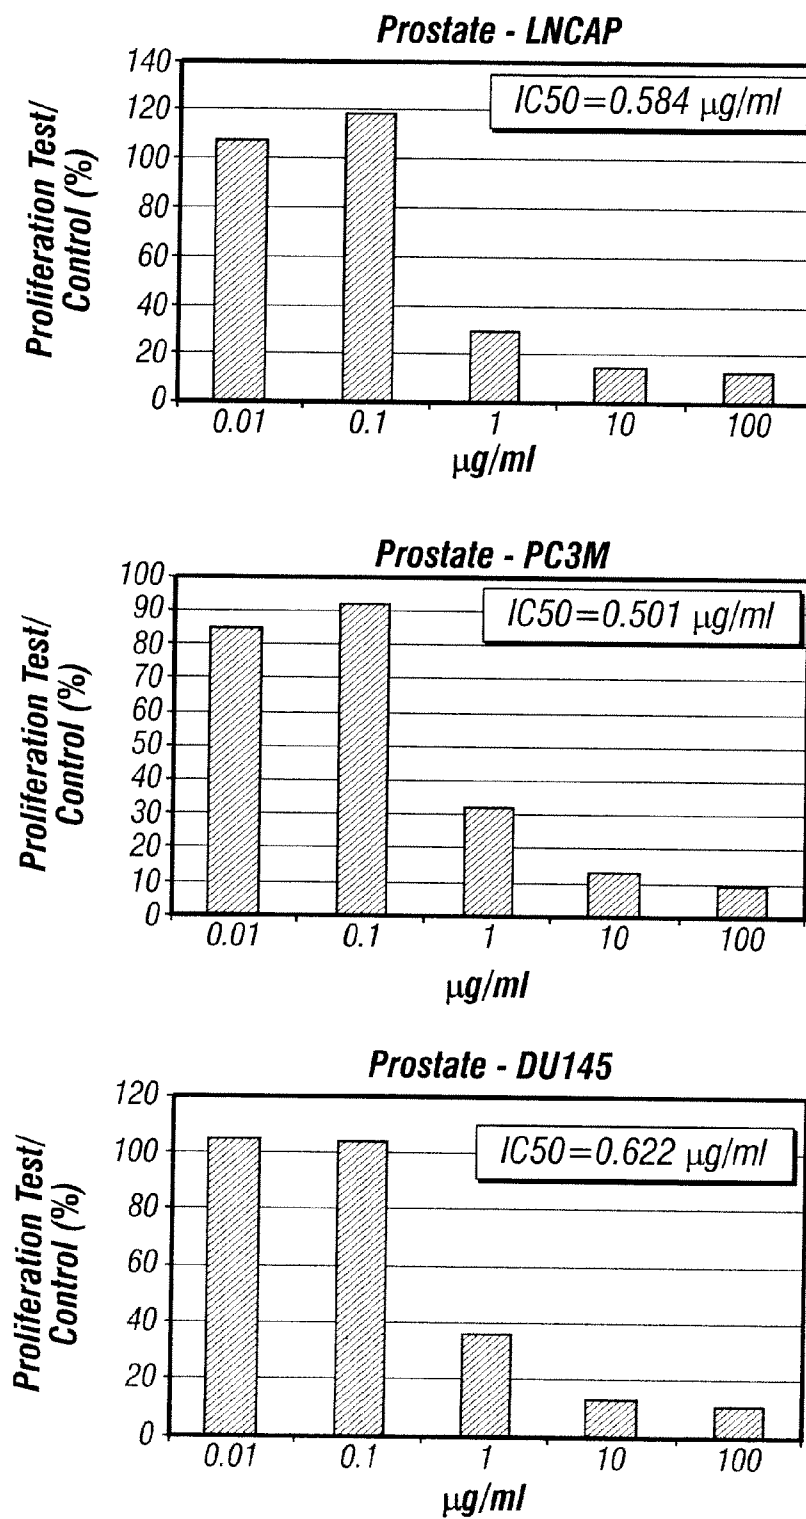 Prostate - LNCAP
Proliferation Test/
Control (%)
140
120
100
80
60
40
20
0
IC50=0.584 µg/ml
0.01 0.1 1 10 100
µg/ml
Prostate - PC3M
Proliferation Test/
Control (%)
100
90
80
70
60
50
40
30
20
10
0
IC50=0.501 µg/ml
0.01 0.1 1 10 100
µg/ml
Prostate - DU145
Proliferation Test/
Control (%)
120
100
80
60
40
20
0
IC50=0.622 µg/ml
0.01 0.1 1 10 100
µg/ml